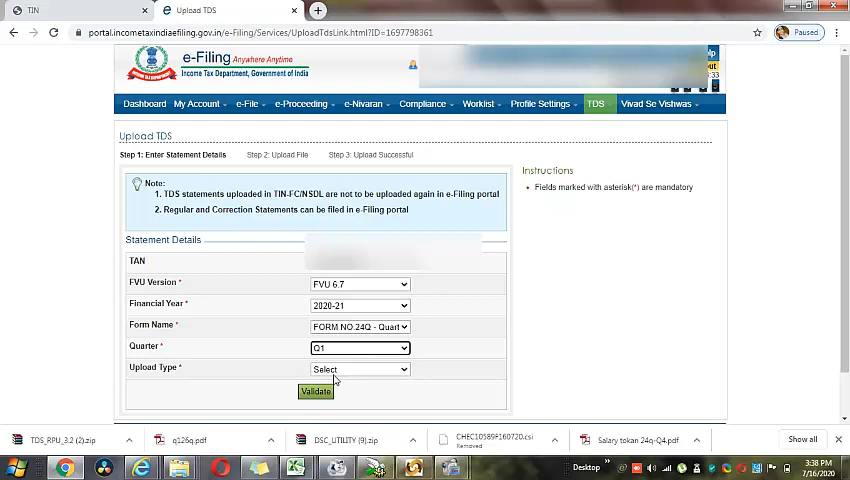 TIN
Upload TDS
portal.incometaxindiaefiling.gov.in/e-Filing/Services/UploadTdsLink.html?ID=1697798361
Paused
e-Filing Anywhere Anytime
Income Tax Department, Government of India
Dashboard My Account e-File e-Proceeding e-Nivaran Compliance Worklist Profile Settings TDS Vivad Se Vishwas
Upload TDS
Step 1: Enter Statement Details Step 2: Upload File Step 3: Upload Successful
Instructions
Fields marked with asterisk(*) are mandatory
Note:
1. TDS statements uploaded in TIN-FC/NSDL are not to be uploaded again in e-Filing portal
2. Regular and Correction Statements can be filed in e-Filing portal
Statement Details
TAN
FVU Version * FVU 6.7
Financial Year * 2020-21
Form Name * FORM NO.24Q - Quart
Quarter * Q1
Upload Type * Select
Validate
TDS_RPU_3.2 (2).zip
q126q.pdf
DSC_UTILITY (9).zip
CHEC10589F160720.csi
Removed
Salary tokan 24q-Q4.pdf
Show all
Desktop
3:38 PM
7/16/2020